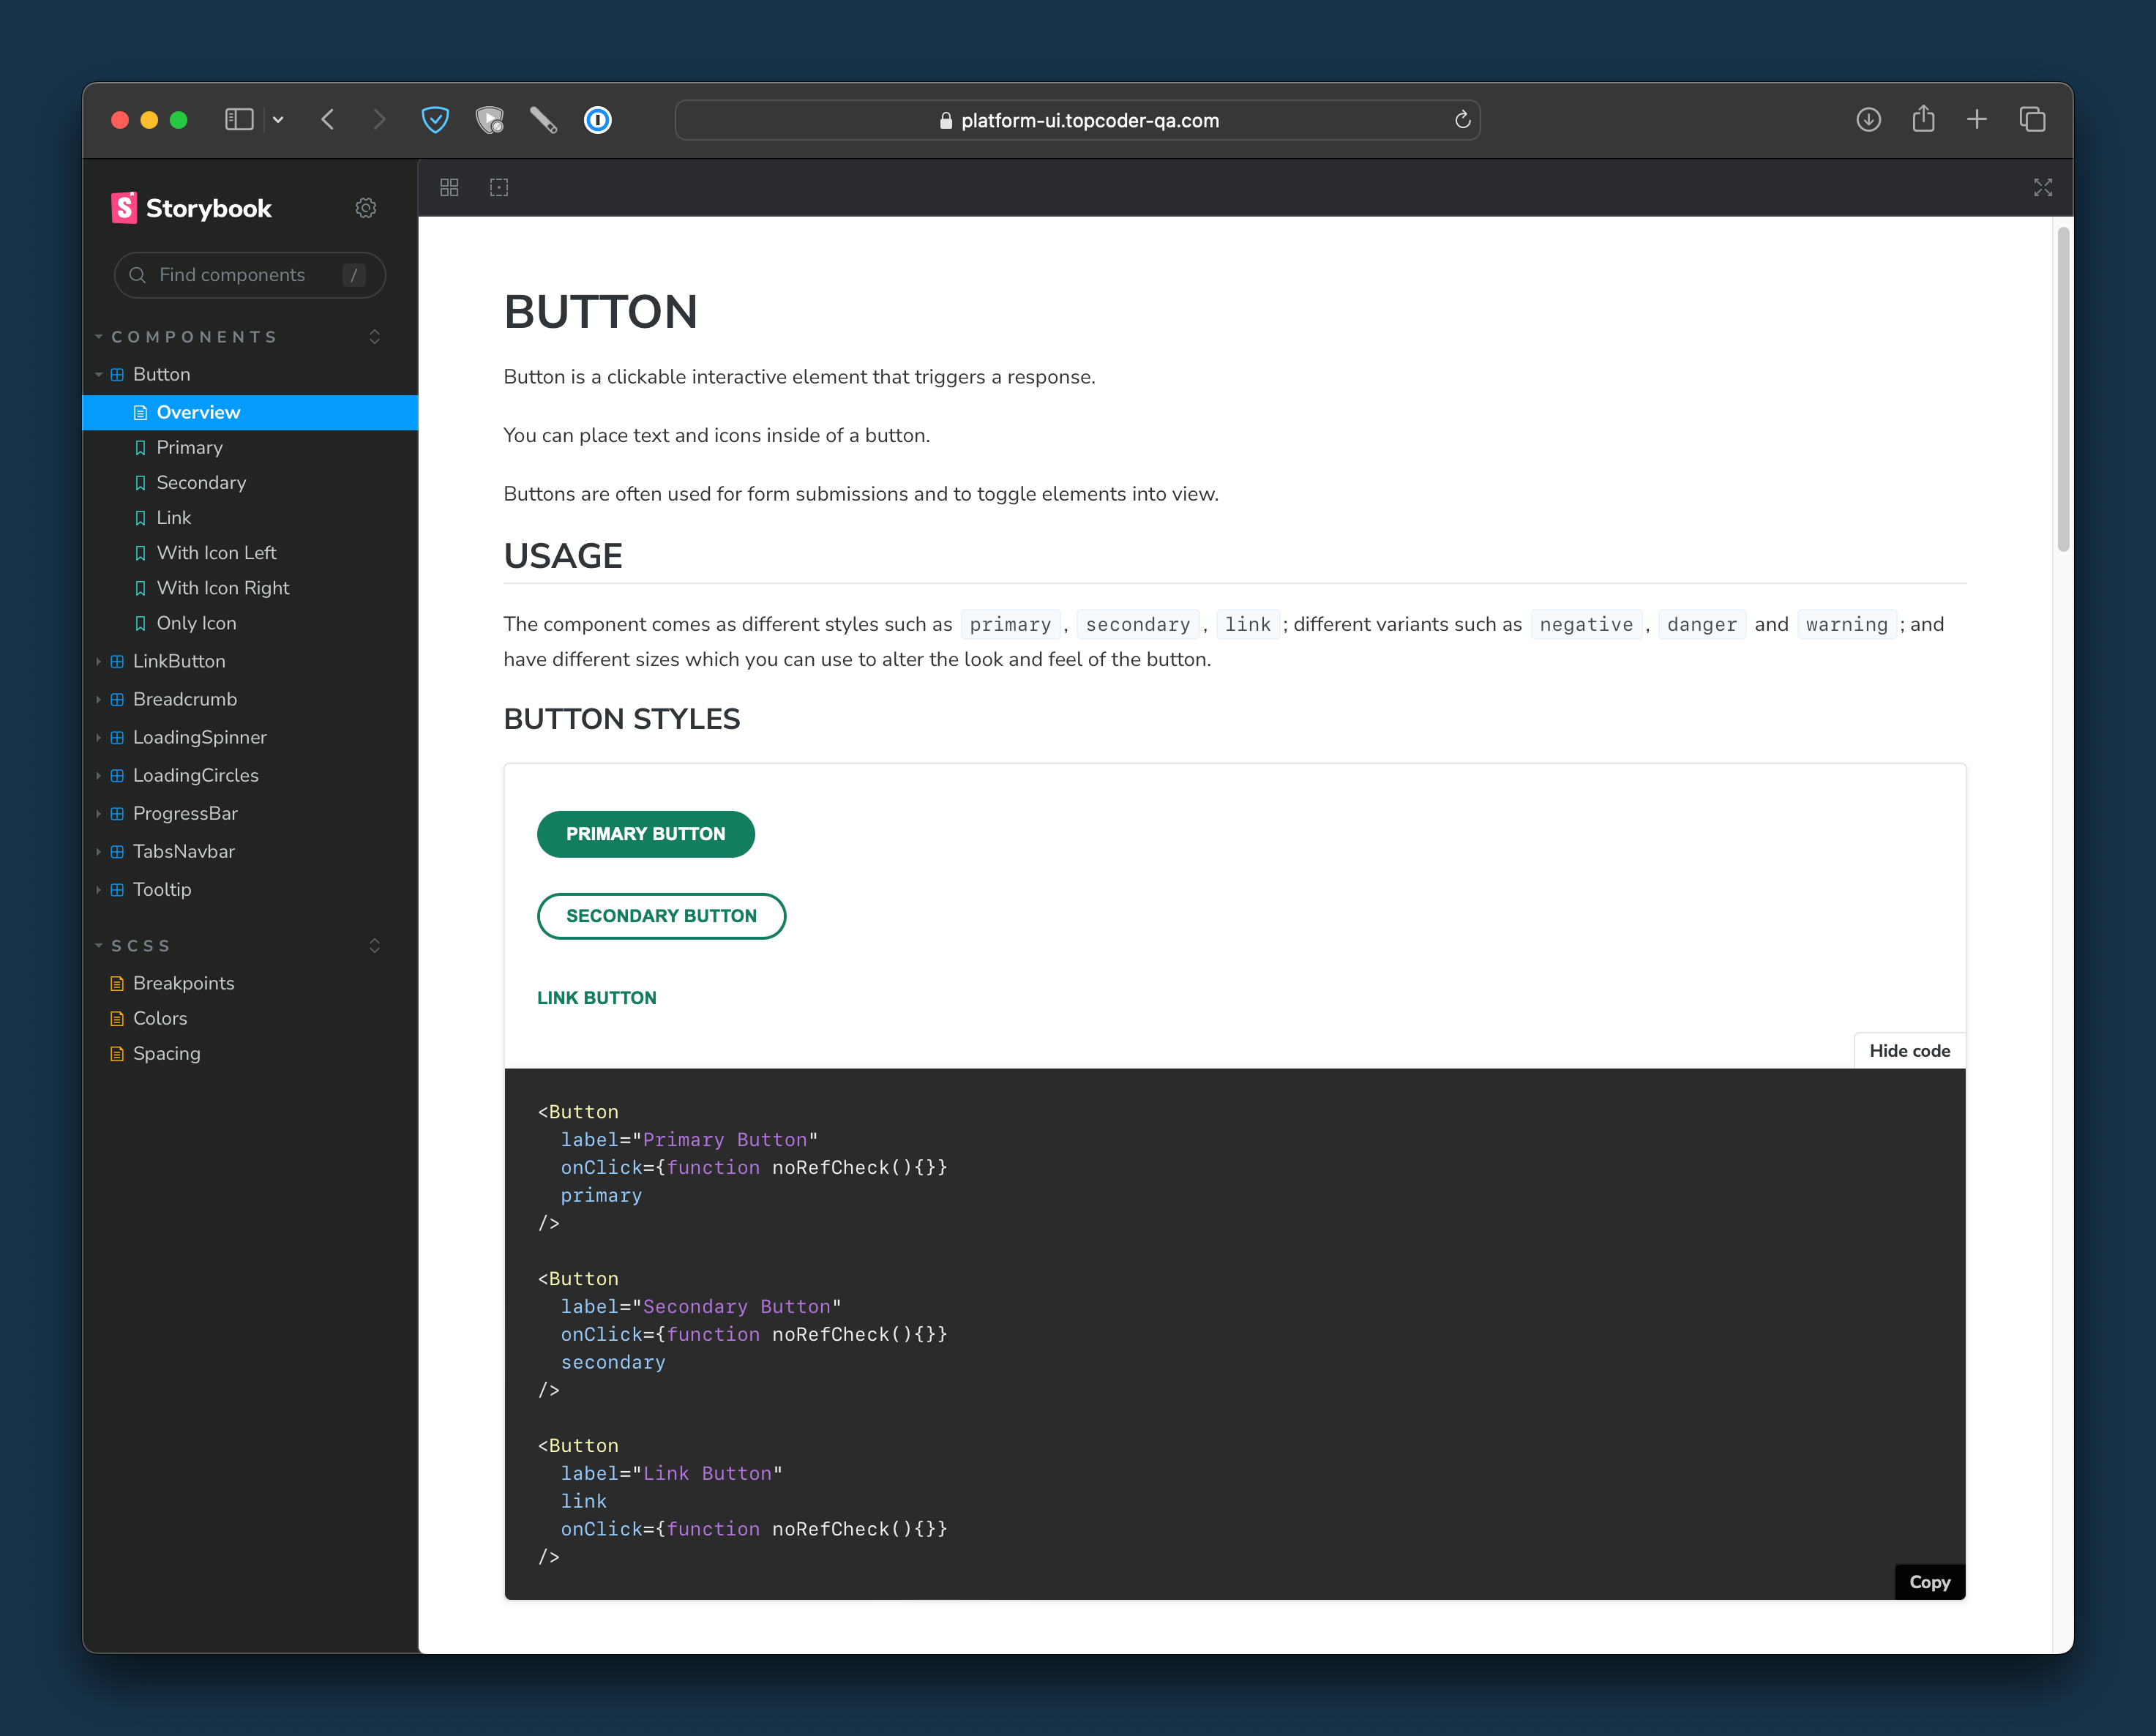 platform-ui.topcoder-qa.com
Storybook
Find components /
COMPONENTS
Button
Overview
Primary
Secondary
Link
With Icon Left
With Icon Right
Only Icon
LinkButton
Breadcrumb
LoadingSpinner
LoadingCircles
ProgressBar
TabsNavbar
Tooltip
SCSS
Breakpoints
Colors
Spacing
BUTTON
Button is a clickable interactive element that triggers a response.
You can place text and icons inside of a button.
Buttons are often used for form submissions and to toggle elements into view.
USAGE
The component comes as different styles such as primary, secondary, link; different variants such as negative, danger and warning; and
have different sizes which you can use to alter the look and feel of the button.
BUTTON STYLES
PRIMARY BUTTON
SECONDARY BUTTON
LINK BUTTON
Hide code
<Button
  label="Primary Button"
  onClick={function noRefCheck(){}}
  primary
/>
<Button
  label="Secondary Button"
  onClick={function noRefCheck(){}}
  secondary
/>
<Button
  label="Link Button"
  link
  onClick={function noRefCheck(){}}
/>
Copy